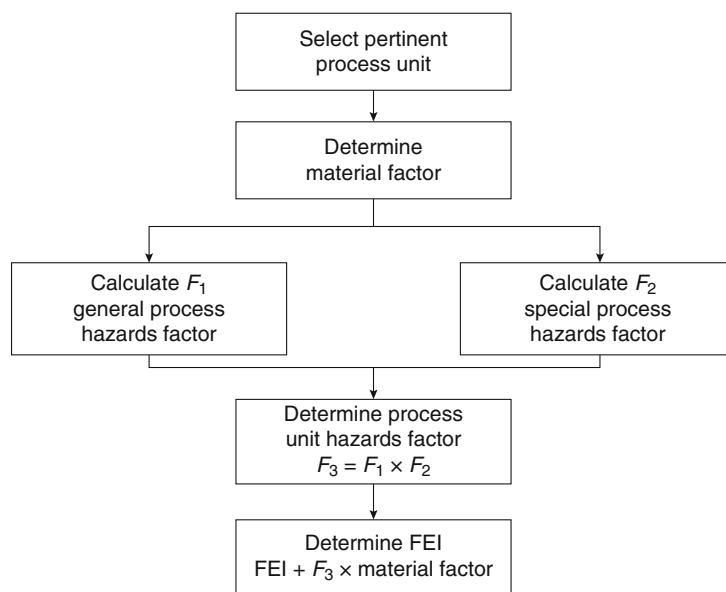 Select pertinent
process unit
Determine
material factor
Calculate F₁
general process
hazards factor
Calculate F₂
special process
hazards factor
Determine process
unit hazards factor
F₃ = F₁ × F₂
Determine FEI
FEI + F₃ × material factor